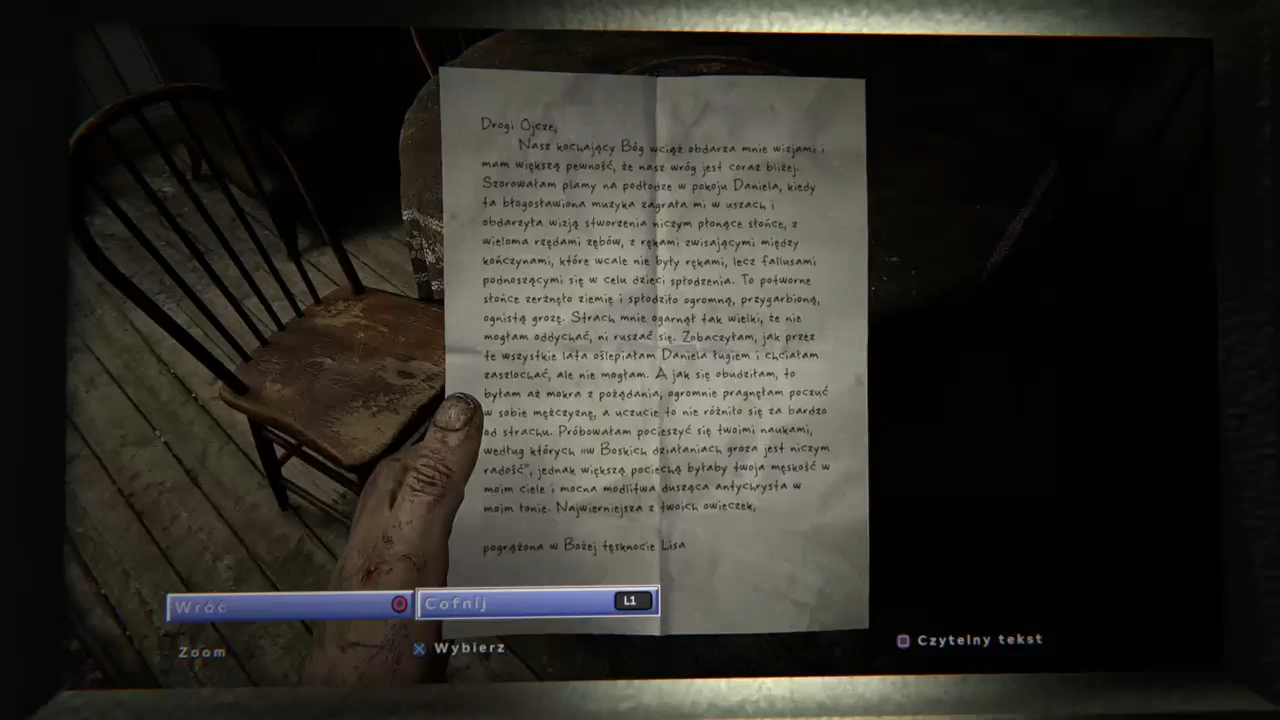 Drogi Ojcze,
Nasz kochający Bóg wciąż obdarza mnie wizjami i
mam większą pewność, że nasz wróg jest coraz bliżej.
Szorowałam plamy na podłodze w pokoju Daniela, kiedy
ta błogosławiona muzyka zagrała mi w uszach i
obdarzyła wizją stworzenia niczym płonące słońce, z
wieloma rzędami zębów, z rękami zwisającymi między
kończynami, które wcale nie były rękami, lecz fallusami
podnoszącymi się w celu dzieci spłodzenia. To potworne
słońce zerżnęło ziemię i spłodziło ogromną, przygarbioną,
ognistą grozę. Strach mnie ogarnął tak wielki, że nie
mogłam oddychać, ni ruszać się. Zobaczyłam, jak przez
te wszystkie lata oślepiałam Daniela ługiem i chciałam
zaszlochać, ale nie mogłam. A jak się obudziłam, to
byłam aż mokra z pożądania, ogromnie pragnęłam poczuć
w sobie mężczyznę, a uczucie to nie różniło się za bardzo
od strachu. Próbowałam pocieszyć się twoimi naukami,
według których „w Boskich działaniach groza jest niczym
radość”, jednak większą pociechą byłaby twoja męskość w
moim ciele i mocna modlitwa dusząca antychrysta w
moim łonie. Najwierniejsza z twoich owieczek,
pogrążona w Bożej tęsknocie Lisa
Wróć
Cofnij L1
Zoom
Wybierz
Czytelny tekst